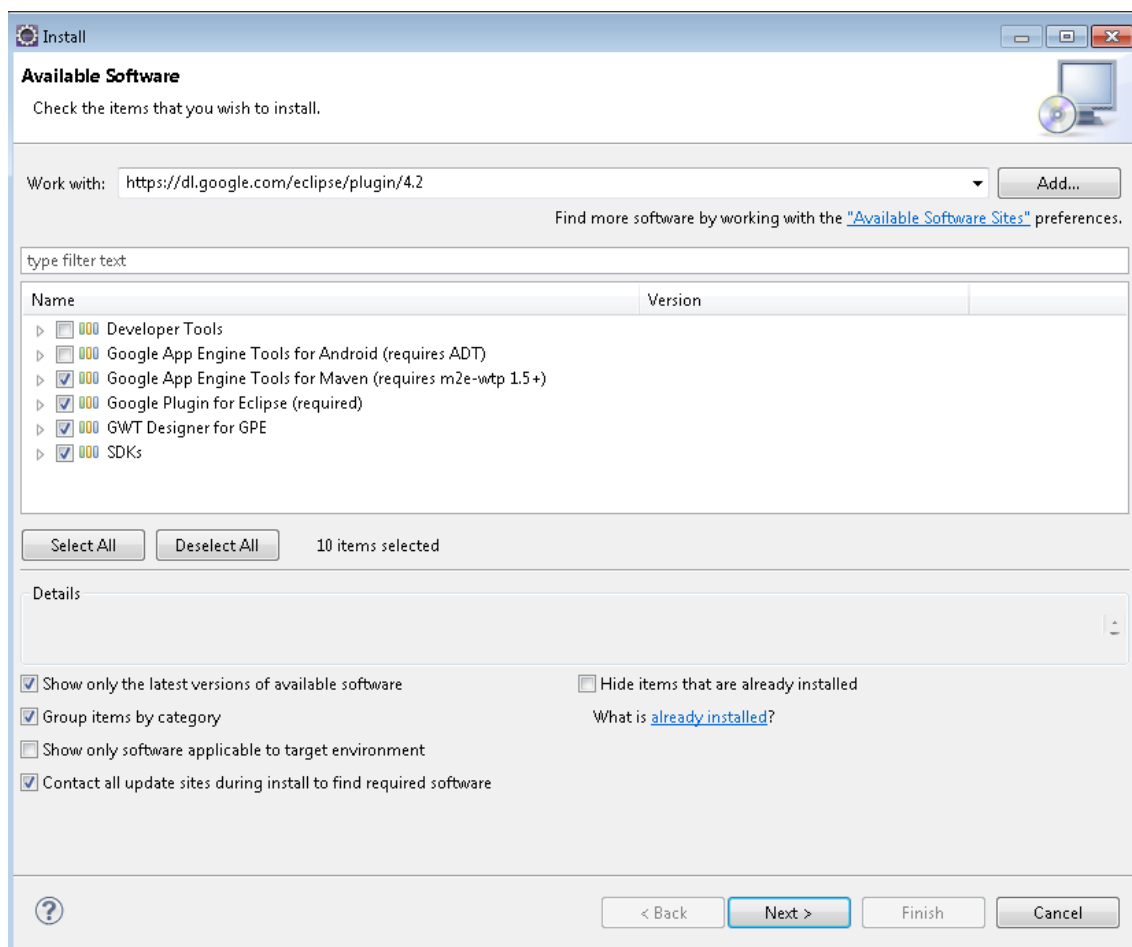 Install
Available Software
Check the items that you wish to install.
Work with: https://dl.google.com/eclipse/plugin/4.2 Add...
Find more software by working with the "Available Software Sites" preferences.
type filter text
Name Version
Developer Tools
Google App Engine Tools for Android (requires ADT)
Google App Engine Tools for Maven (requires m2e-wtp 1.5+)
Google Plugin for Eclipse (required)
GWT Designer for GPE
SDKs
Select All Deselect All 10 items selected
Details
Show only the latest versions of available software Hide items that are already installed
Group items by category What is already installed?
Show only software applicable to target environment
Contact all update sites during install to find required software
? < Back Next > Finish Cancel